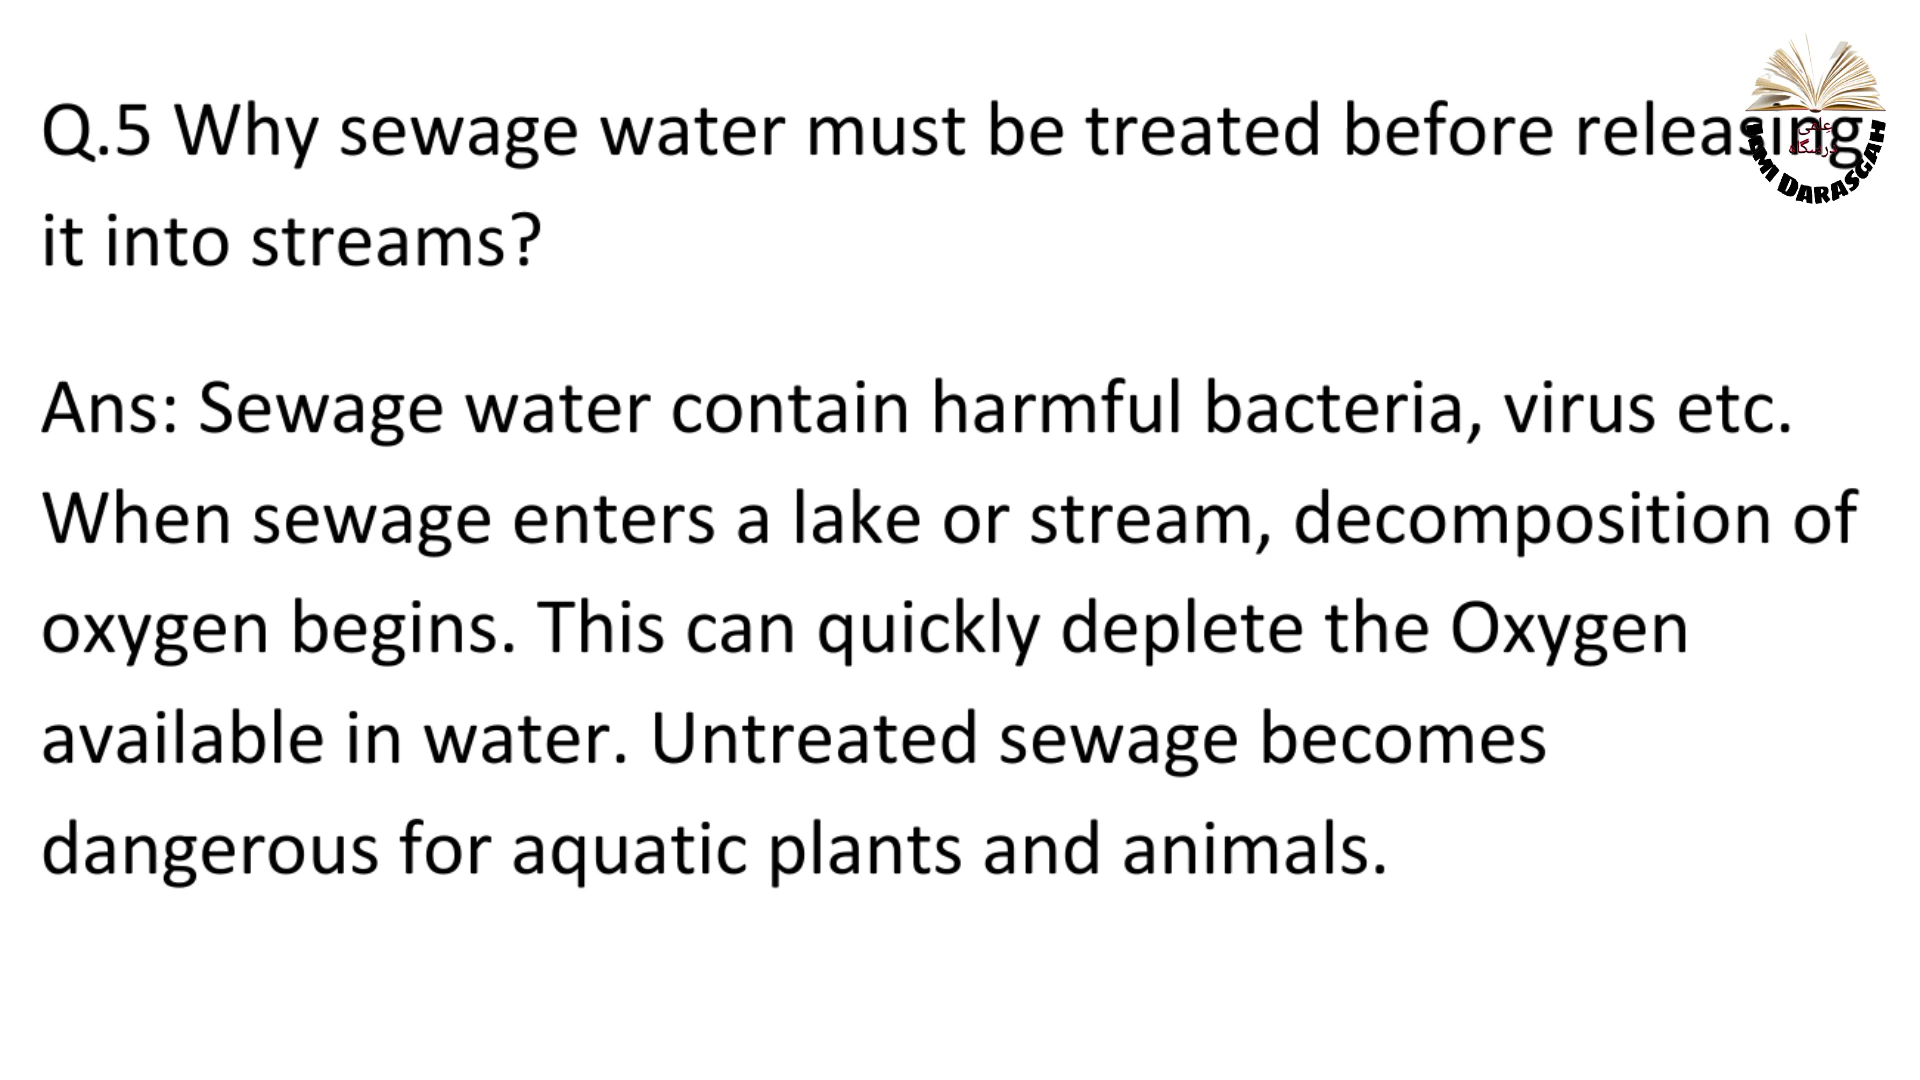 Q.5 Why sewage water must be treated before releasing
it into streams?
Ans: Sewage water contain harmful bacteria, virus etc.
When sewage enters a lake or stream, decomposition of
oxygen begins. This can quickly deplete the Oxygen
available in water. Untreated sewage becomes
dangerous for aquatic plants and animals.
علمی
درسگاہ
DARASGAH